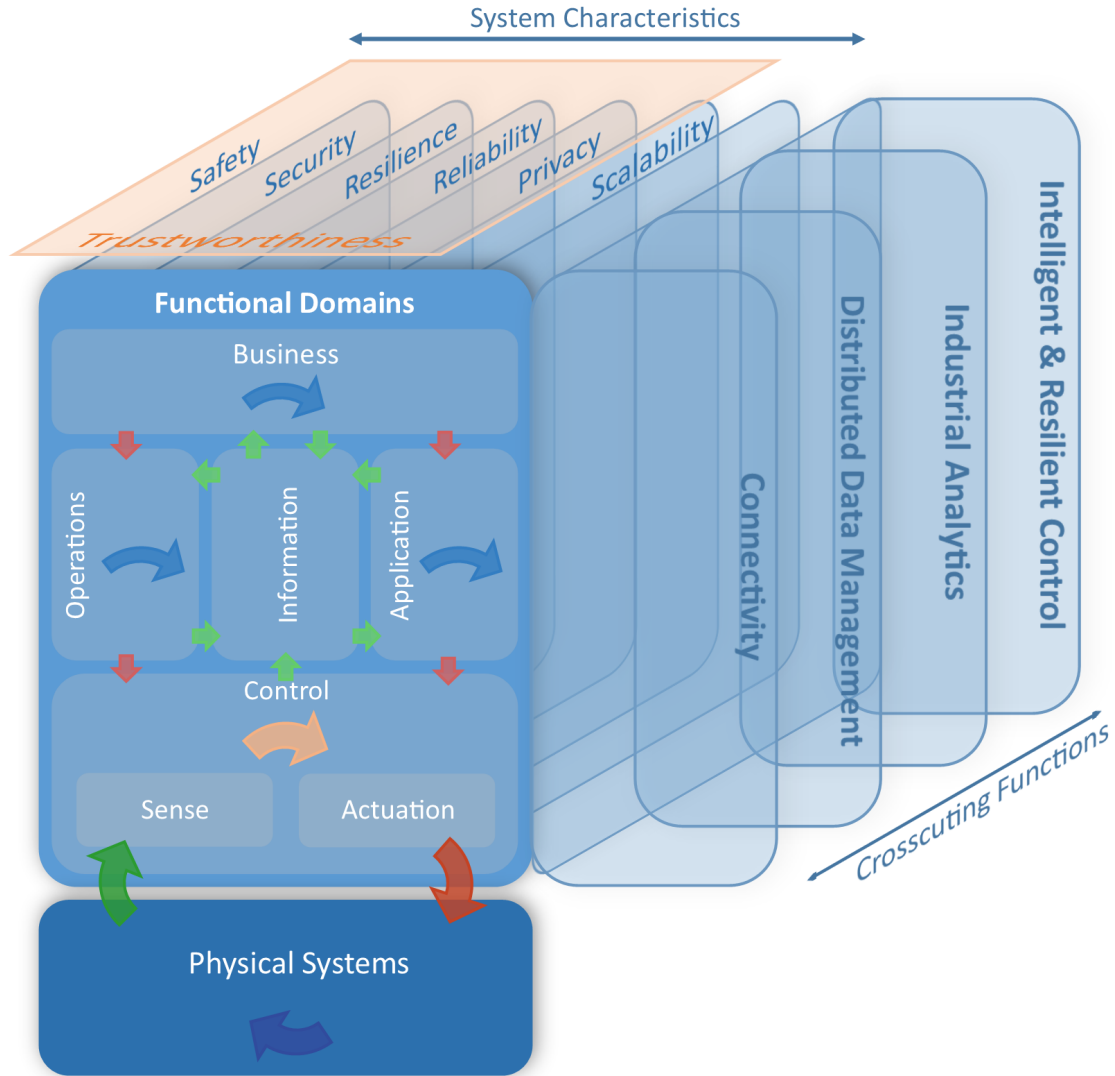 System Characteristics
Safety
Security
Resilience
Reliability
Privacy
Scalability
Trustworthiness
Functional Domains
Business
Operations
Information
Application
Control
Sense
Actuation
Physical Systems
Connectivity
Distributed Data Management
Industrial Analytics
Intelligent & Resilient Control
Crosscuting Functions